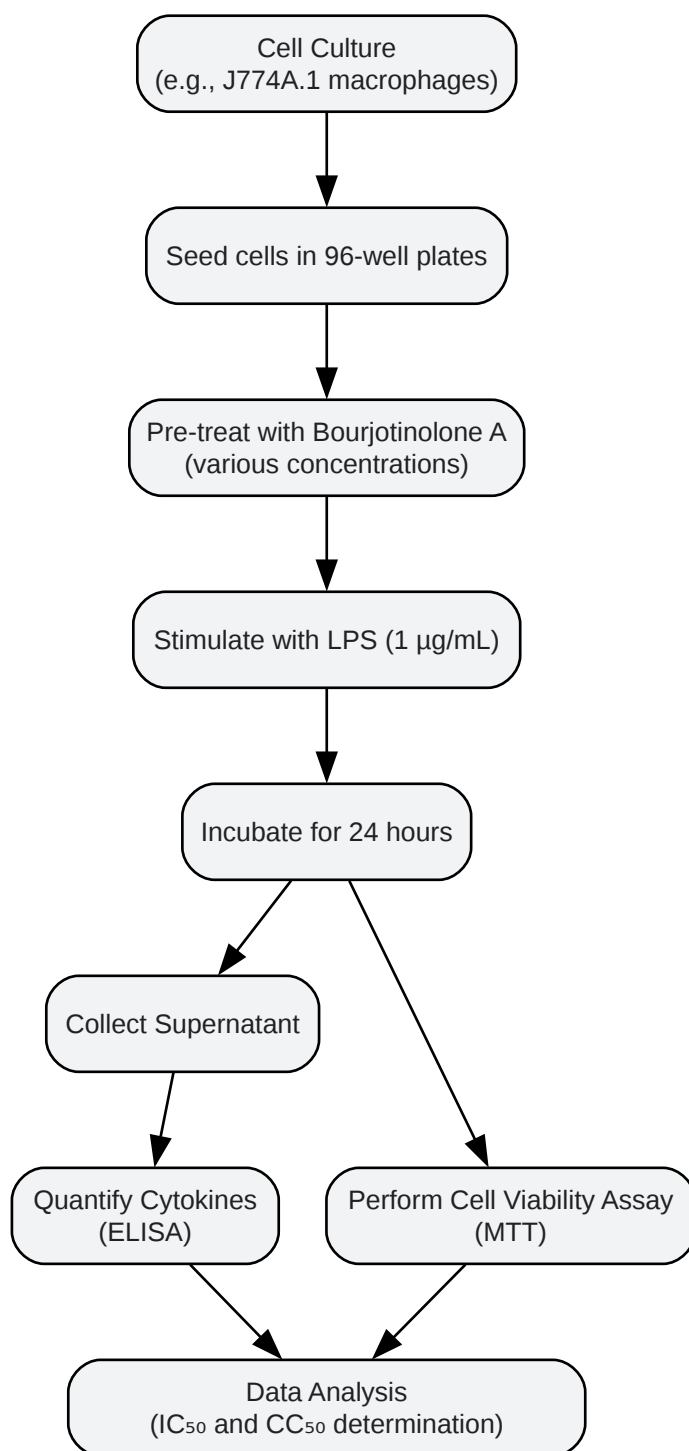 Cell Culture
(e.g., J774A.1 macrophages)
Seed cells in 96-well plates
Pre-treat with Bourjotinolone A
(various concentrations)
Stimulate with LPS (1 µg/mL)
Incubate for 24 hours
Collect Supernatant
Quantify Cytokines
(ELISA)
Perform Cell Viability Assay
(MTT)
Data Analysis
(IC₅₀ and CC₅₀ determination)